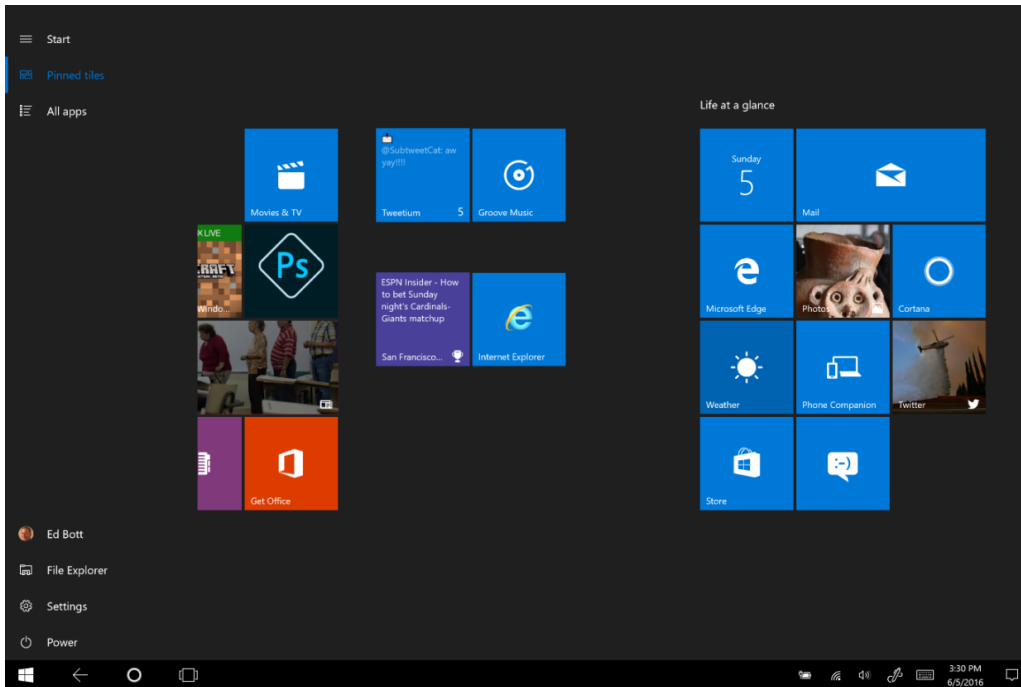 Start
Pinned tiles
All apps
Life at a glance
Movies & TV
@SubtweetCat: aw
yay!!!!
Tweetium 5
Groove Music
Sunday
5
Mail
K LIVE
CRAFT
Windo...
Ps
ESPN Insider - How
to bet Sunday
night's Cardinals-
Giants matchup
San Francisco...
Internet Explorer
Microsoft Edge
Photos
Cortana
Weather
Phone Companion
Twitter
Get Office
Store
:-)
Ed Bott
File Explorer
Settings
Power
3:30 PM
6/5/2016